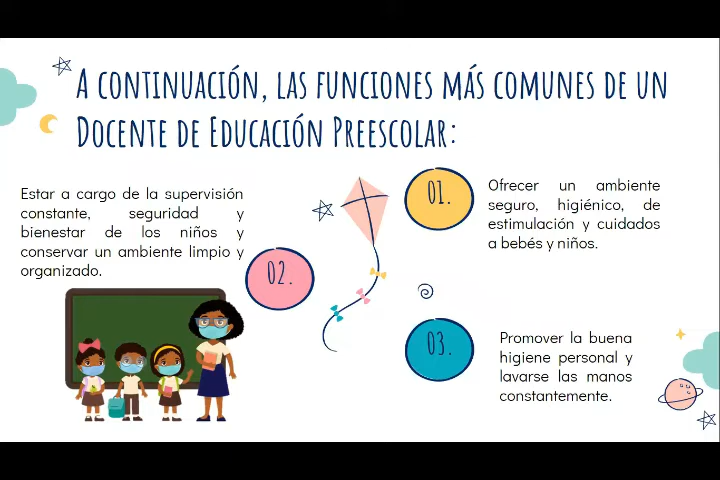 A continuación, las funciones más comunes de un
Docente de Educación Preescolar:
01.
Ofrecer un ambiente
seguro, higiénico, de
estimulación y cuidados
a bebés y niños.
02.
Estar a cargo de la supervisión
constante, seguridad y
bienestar de los niños y
conservar un ambiente limpio y
organizado.
03.
Promover la buena
higiene personal y
lavarse las manos
constantemente.